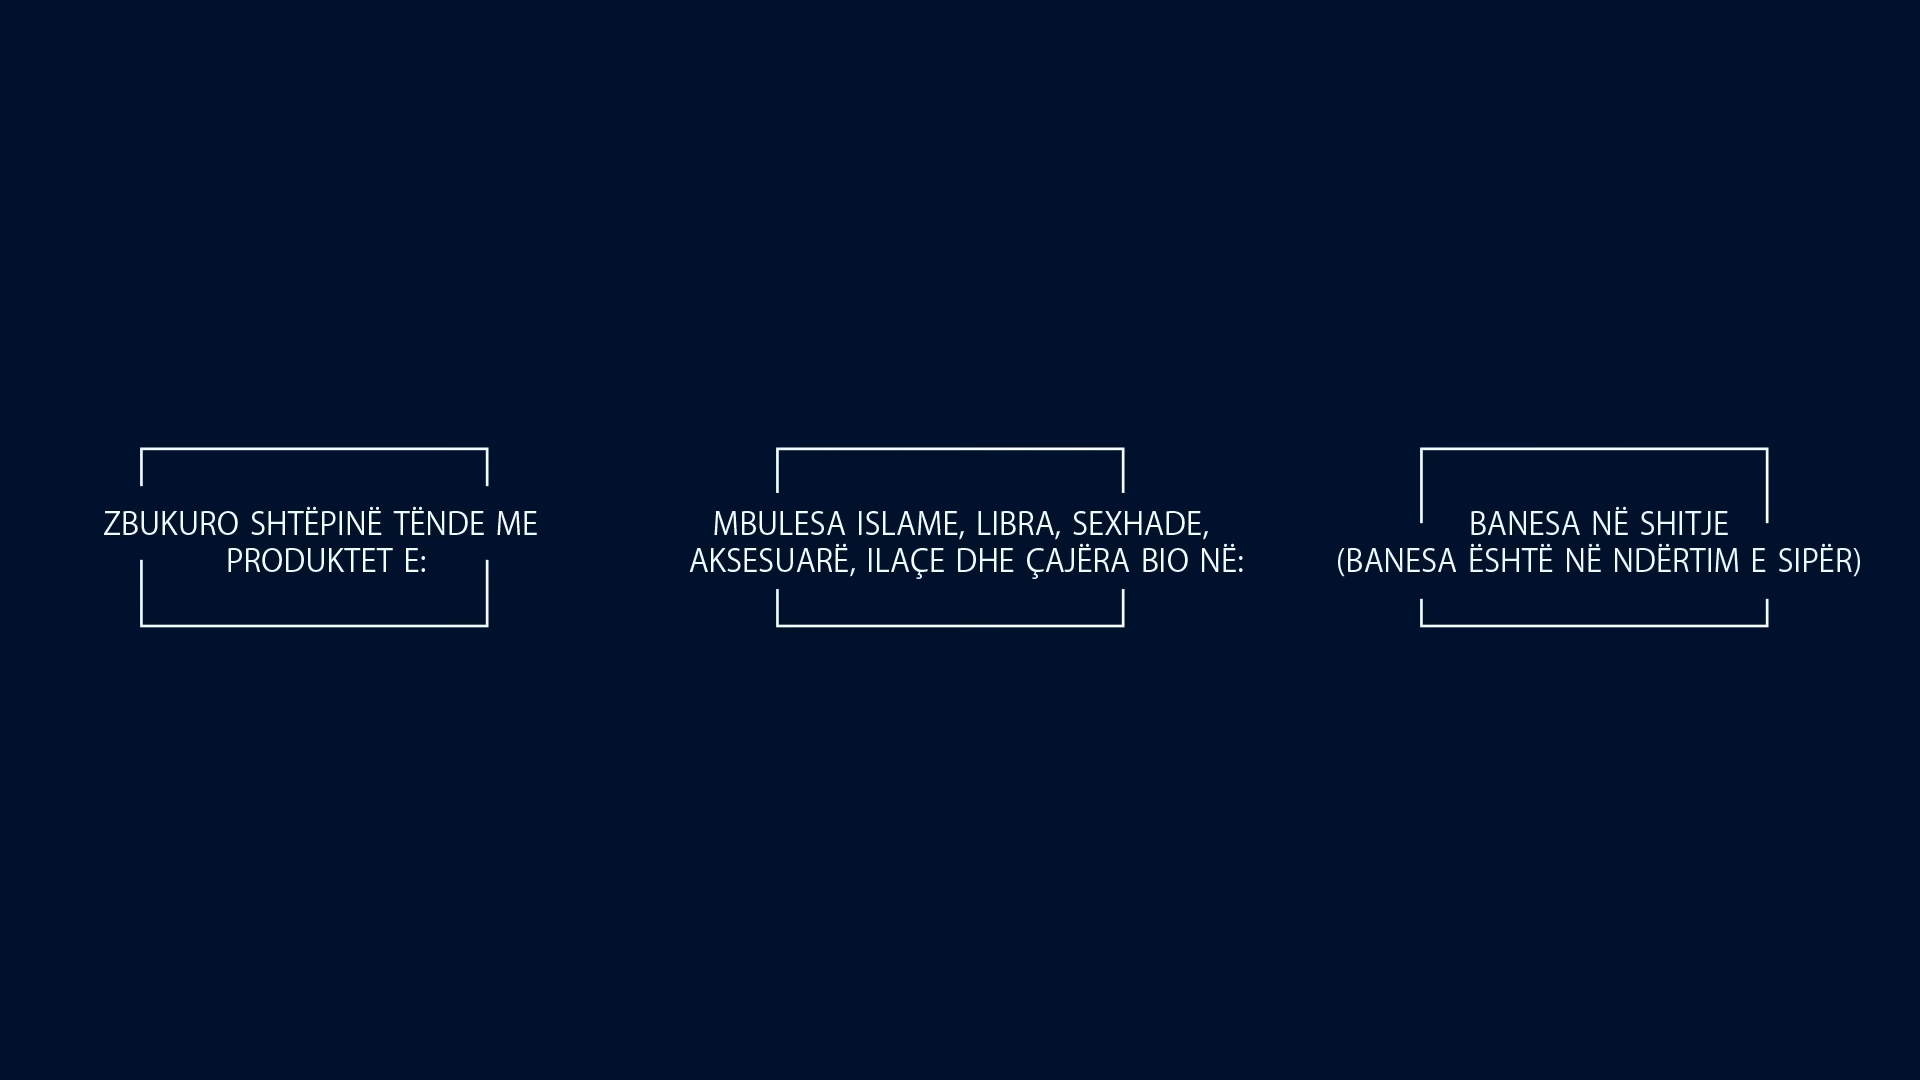 ZBUKURO SHTËPINË TËNDE ME
PRODUKTET E:
MBULESA ISLAME, LIBRA, SEXHADE,
AKSESUARË, ILAÇE DHE ÇAJËRA BIO NË:
BANESA NË SHITJE
(BANESA ËSHTË NË NDËRTIM E SIPËR)